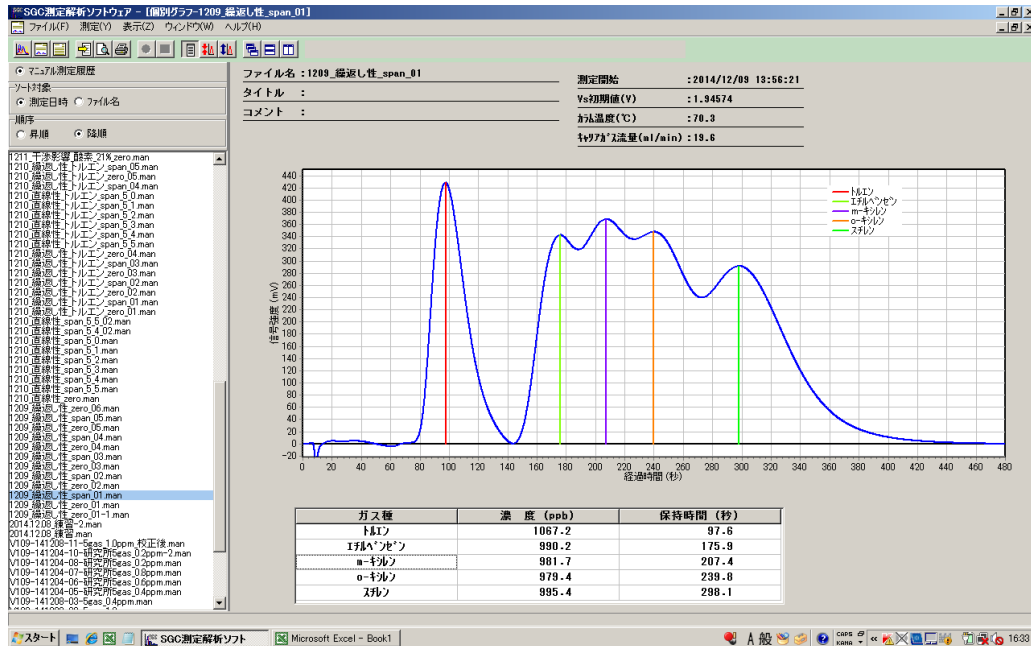 SGC測定解析ソフトウェア - [個別グラフ-1209_繰返し性_span_01]
ファイル(F) 測定(Y) 表示(Z) ウィンドウ(W) ヘルプ(H)
マニュアル測定履歴
ソート対象
測定日時 ファイル名
順序
昇順 降順
1211_干渉影響_酸素_21%_zero.man
1210_繰返し性_トルエン_span_05.man
1210_繰返し性_トルエン_zero_05.man
1210_繰返し性_トルエン_span_04.man
1210_直線性_トルエン_span_5_0.man
1210_直線性_トルエン_span_5_1.man
1210_直線性_トルエン_span_5_2.man
1210_直線性_トルエン_span_5_3.man
1210_直線性_トルエン_span_5_4.man
1210_直線性_トルエン_span_5_5.man
1210_繰返し性_トルエン_zero_04.man
1210_繰返し性_トルエン_span_03.man
1210_繰返し性_トルエン_zero_03.man
1210_繰返し性_トルエン_span_02.man
1210_繰返し性_トルエン_zero_02.man
1210_繰返し性_トルエン_span_01.man
1210_繰返し性_トルエン_zero_01.man
1210_直線性_span_5_5_02.man
1210_直線性_span_5_4_02.man
1210_直線性_span_5_0.man
1210_直線性_span_5_1.man
1210_直線性_span_5_2.man
1210_直線性_span_5_3.man
1210_直線性_span_5_4.man
1210_直線性_span_5_5.man
1210_直線性_zero.man
1209_繰返し性_zero_06.man
1209_繰返し性_span_05.man
1209_繰返し性_zero_05.man
1209_繰返し性_span_04.man
1209_繰返し性_zero_04.man
1209_繰返し性_span_03.man
1209_繰返し性_zero_03.man
1209_繰返し性_span_02.man
1209_繰返し性_zero_02.man
1209_繰返し性_span_01.man
1209_繰返し性_zero_01.man
1209_繰返し性_zero_01-1.man
2014.12.08_練習-2.man
2014.12.08_練習.man
V109-141208-11-5gas_1.0ppm_校正後.man
V109-141204-10-研究所5gas_0.2ppm-2.man
V109-141204-08-研究所5gas_0.2ppm.man
V109-141204-07-研究所5gas_0.8ppm.man
V109-141204-06-研究所5gas_0.6ppm.man
V109-141204-05-研究所5gas_0.4ppm.man
V109-141208-03-5gas_0.4ppm.man
ファイル名 :1209_繰返し性_span_01
タイトル :
コメント :
測定開始 :2014/12/09 13:56:21
Vs初期値(V) :1.94574
カラム温度(℃) :70.3
キャリアガス流量(ml/min) :19.6
信号強度 (mV)
440
420
400
380
360
340
320
300
280
260
240
220
200
180
160
140
120
100
80
60
40
20
0
-20
トルエン
エチルベンゼン
m-キシレン
o-キシレン
スチレン
0 20 40 60 80 100 120 140 160 180 200 220 240 260 280 300 320 340 360 380 400 420 440 460 480
経過時間 (秒)
ガス種 濃 度 (ppb) 保持時間 (秒)
トルエン 1067.2 97.6
エチルベンゼン 990.2 175.9
m-キシレン 981.7 207.4
o-キシレン 979.4 239.8
スチレン 995.4 298.1
スタート SGC測定解析ソフト Microsoft Excel - Book1 A 般 CAPS KANA 16:33